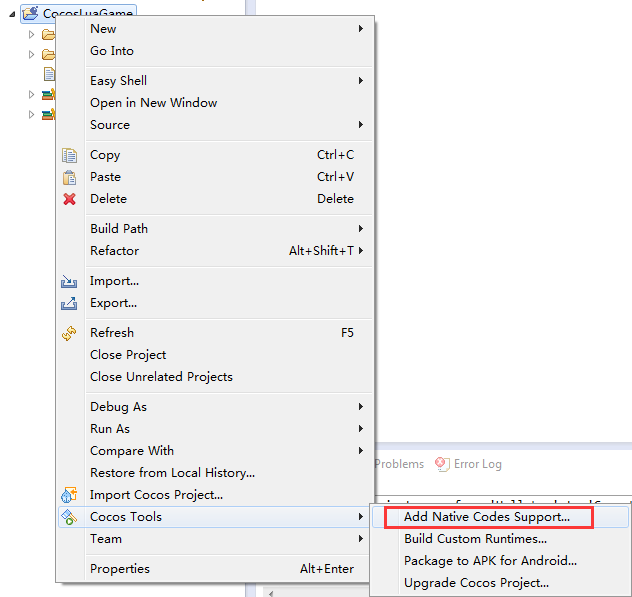 CocosLuaGame
New
Go Into
Easy Shell
Open in New Window
Source
Copy Ctrl+C
Paste Ctrl+V
Delete Delete
Build Path
Refactor Alt+Shift+T
Import...
Export...
Refresh F5
Close Project
Close Unrelated Projects
Debug As
Run As
Compare With
Restore from Local History...
Problems Error Log
Import Cocos Project...
Cocos Tools
Add Native Codes Support...
Team
Build Custom Runtimes...
Package to APK for Android...
Properties Alt+Enter
Upgrade Cocos Project...